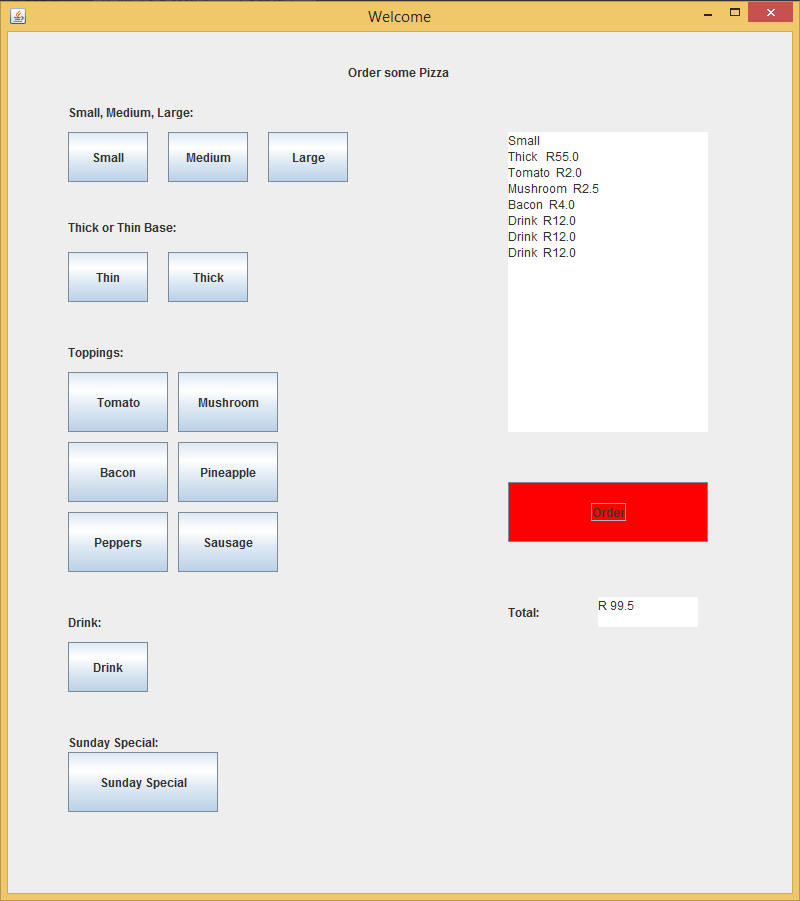 Welcome
Order some Pizza
Small, Medium, Large:
Small Medium Large
Thick or Thin Base:
Thin Thick
Toppings:
Tomato Mushroom
Bacon Pineapple
Peppers Sausage
Drink:
Drink
Sunday Special:
Sunday Special
Small
Thick R55.0
Tomato R2.0
Mushroom R2.5
Bacon R4.0
Drink R12.0
Drink R12.0
Drink R12.0
Order
Total: R 99.5